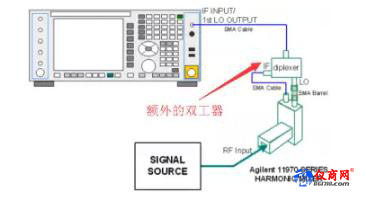 IF INPUT/
1st LO OUTPUT
SMA Cable
IF
diplexer
LO
SMA Cable
SMA Barrel
额外的双工器
RF Input
SIGNAL
SOURCE
Agilent 11970 SERIES
HARMONIC MIXER